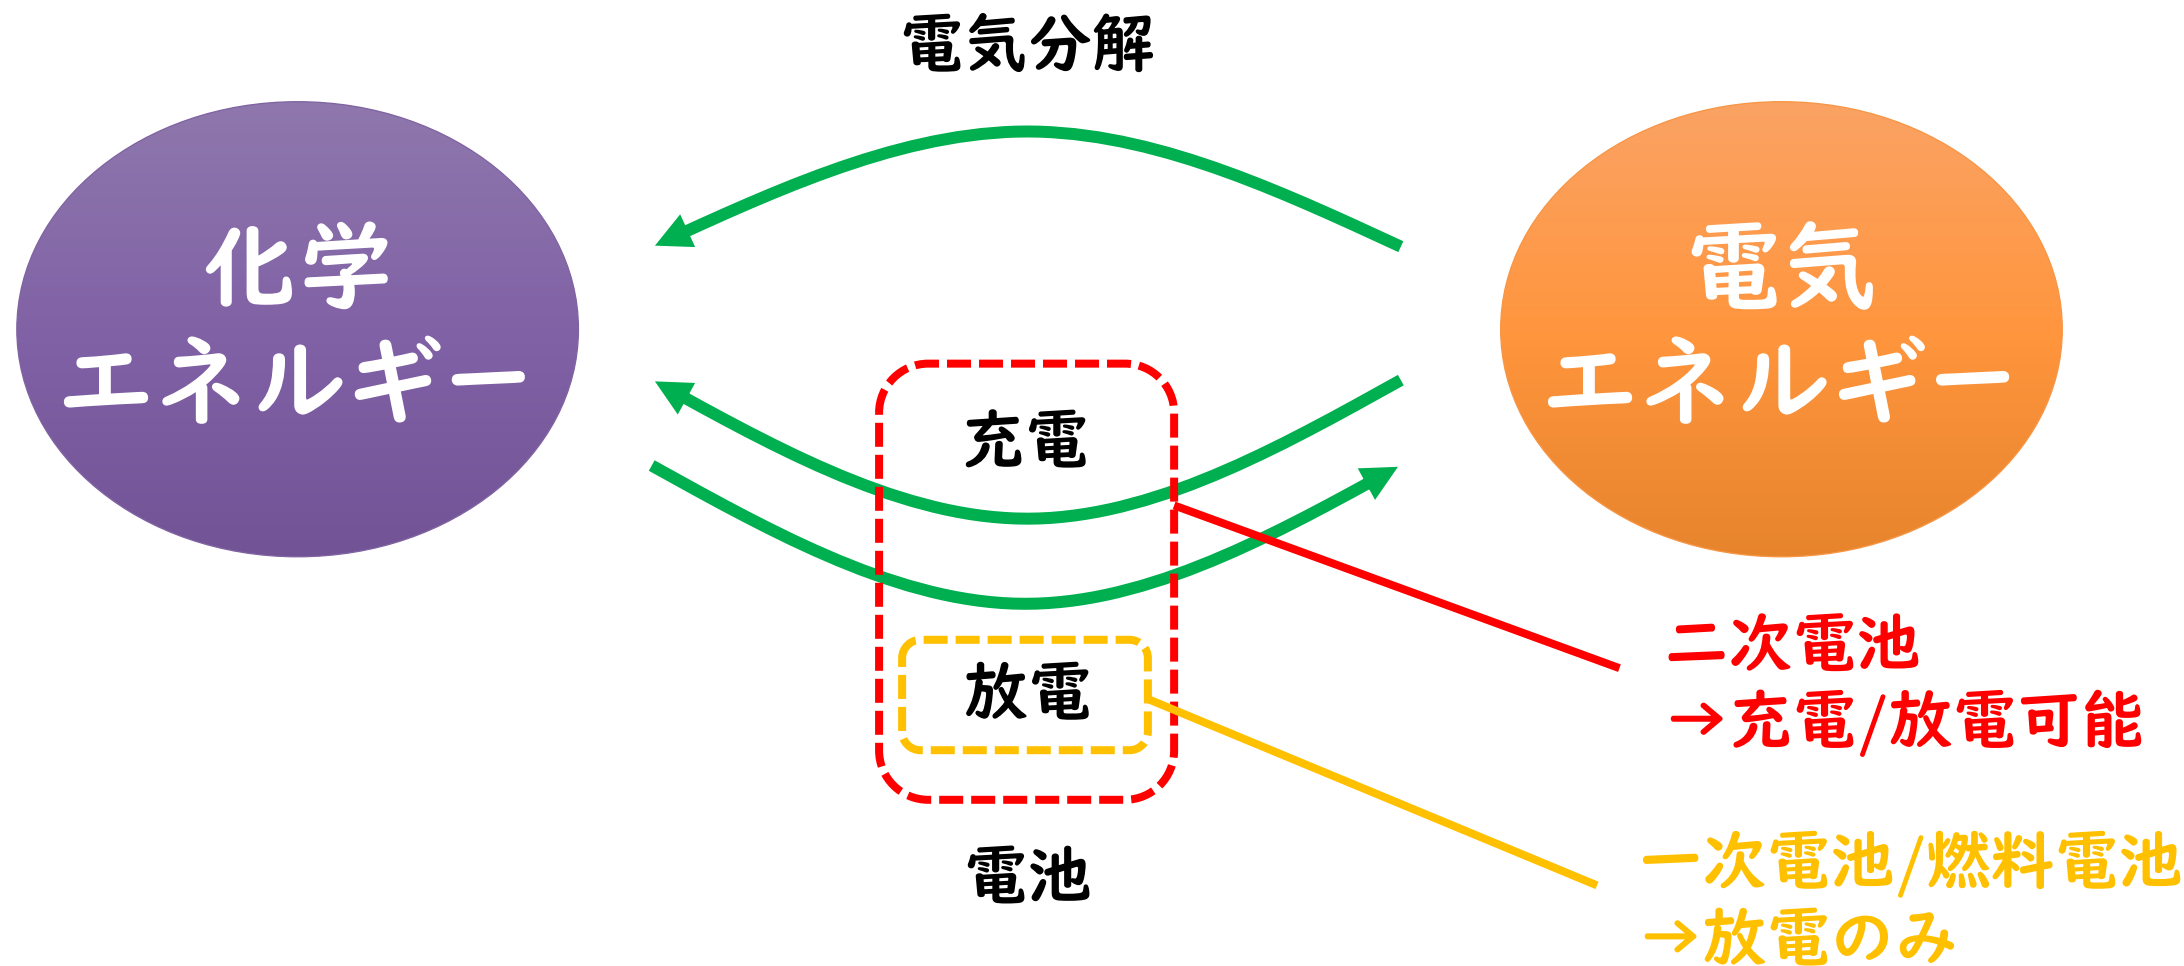 電気分解
化学
エネルギー
電気
エネルギー
充電
放電
電池
二次電池
→充電/放電可能
一次電池/燃料電池
→放電のみ